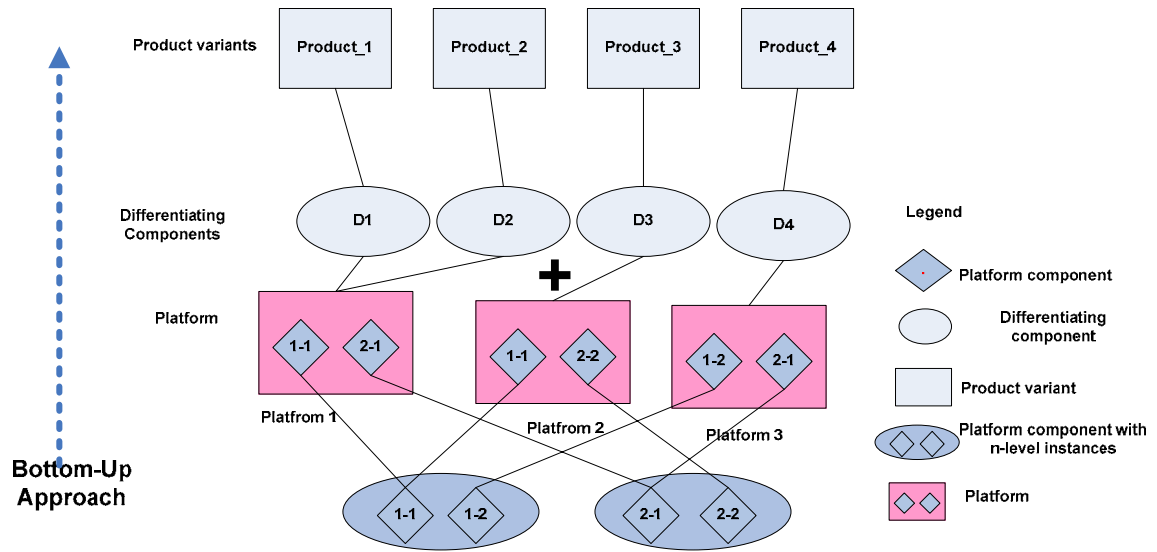 Product variants
Product_1
Product_2
Product_3
Product_4
Differentiating
Components
D1
D2
D3
D4
Legend
Platform component
Differentiating
component
Product variant
Platform component with
n-level instances
Platform
Platform
1-1
2-1
1-1
2-2
1-2
2-1
Platfrom 1
Platfrom 2
Platform 3
Bottom-Up
Approach
1-1
1-2
2-1
2-2